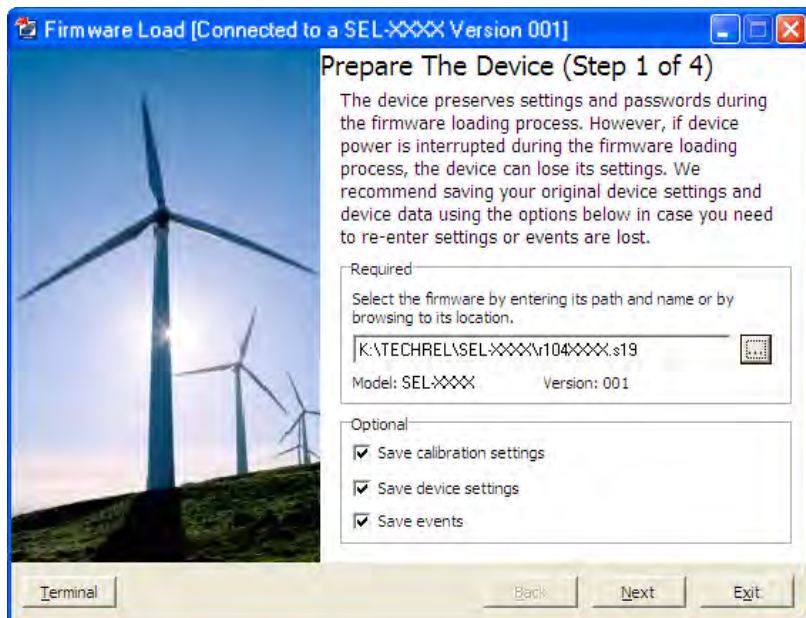 Firmware Load [Connected to a SEL-XXXX Version 001]
Prepare The Device (Step 1 of 4)
The device preserves settings and passwords during
the firmware loading process. However, if device
power is interrupted during the firmware loading
process, the device can lose its settings. We
recommend saving your original device settings and
device data using the options below in case you need
to re-enter settings or events are lost.
Required
Select the firmware by entering its path and name or by
browsing to its location.
K:\TECHREL\SEL-XXXX\r104XXXX.s19
...
Model: SEL-XXXX Version: 001
Optional
Save calibration settings
Save device settings
Save events
Terminal Back Next Exit